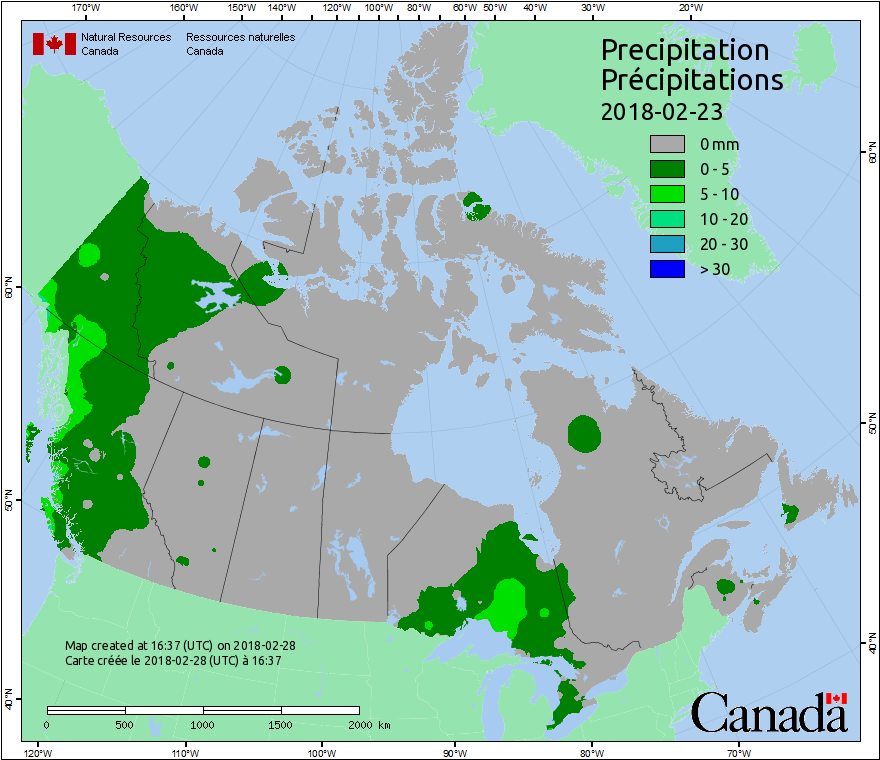 170°W 160°W 150°W 140°W 120°W 100°W 80°W 60°W 50°W 40°W 30°W 20°W
Natural Resources Ressources naturelles
Canada Canada
Precipitation
Précipitations
2018-02-23
0 mm
0 - 5
5 - 10
10 - 20
20 - 30
> 30
60°N
60°N
50°N
50°N
40°N
40°N
Map created at 16:37 (UTC) on 2018-02-28
Carte créée le 2018-02-28 (UTC) à 16:37
0 500 1000 1500 2000 km
Canada
120°W 110°W 100°W 90°W 80°W 70°W